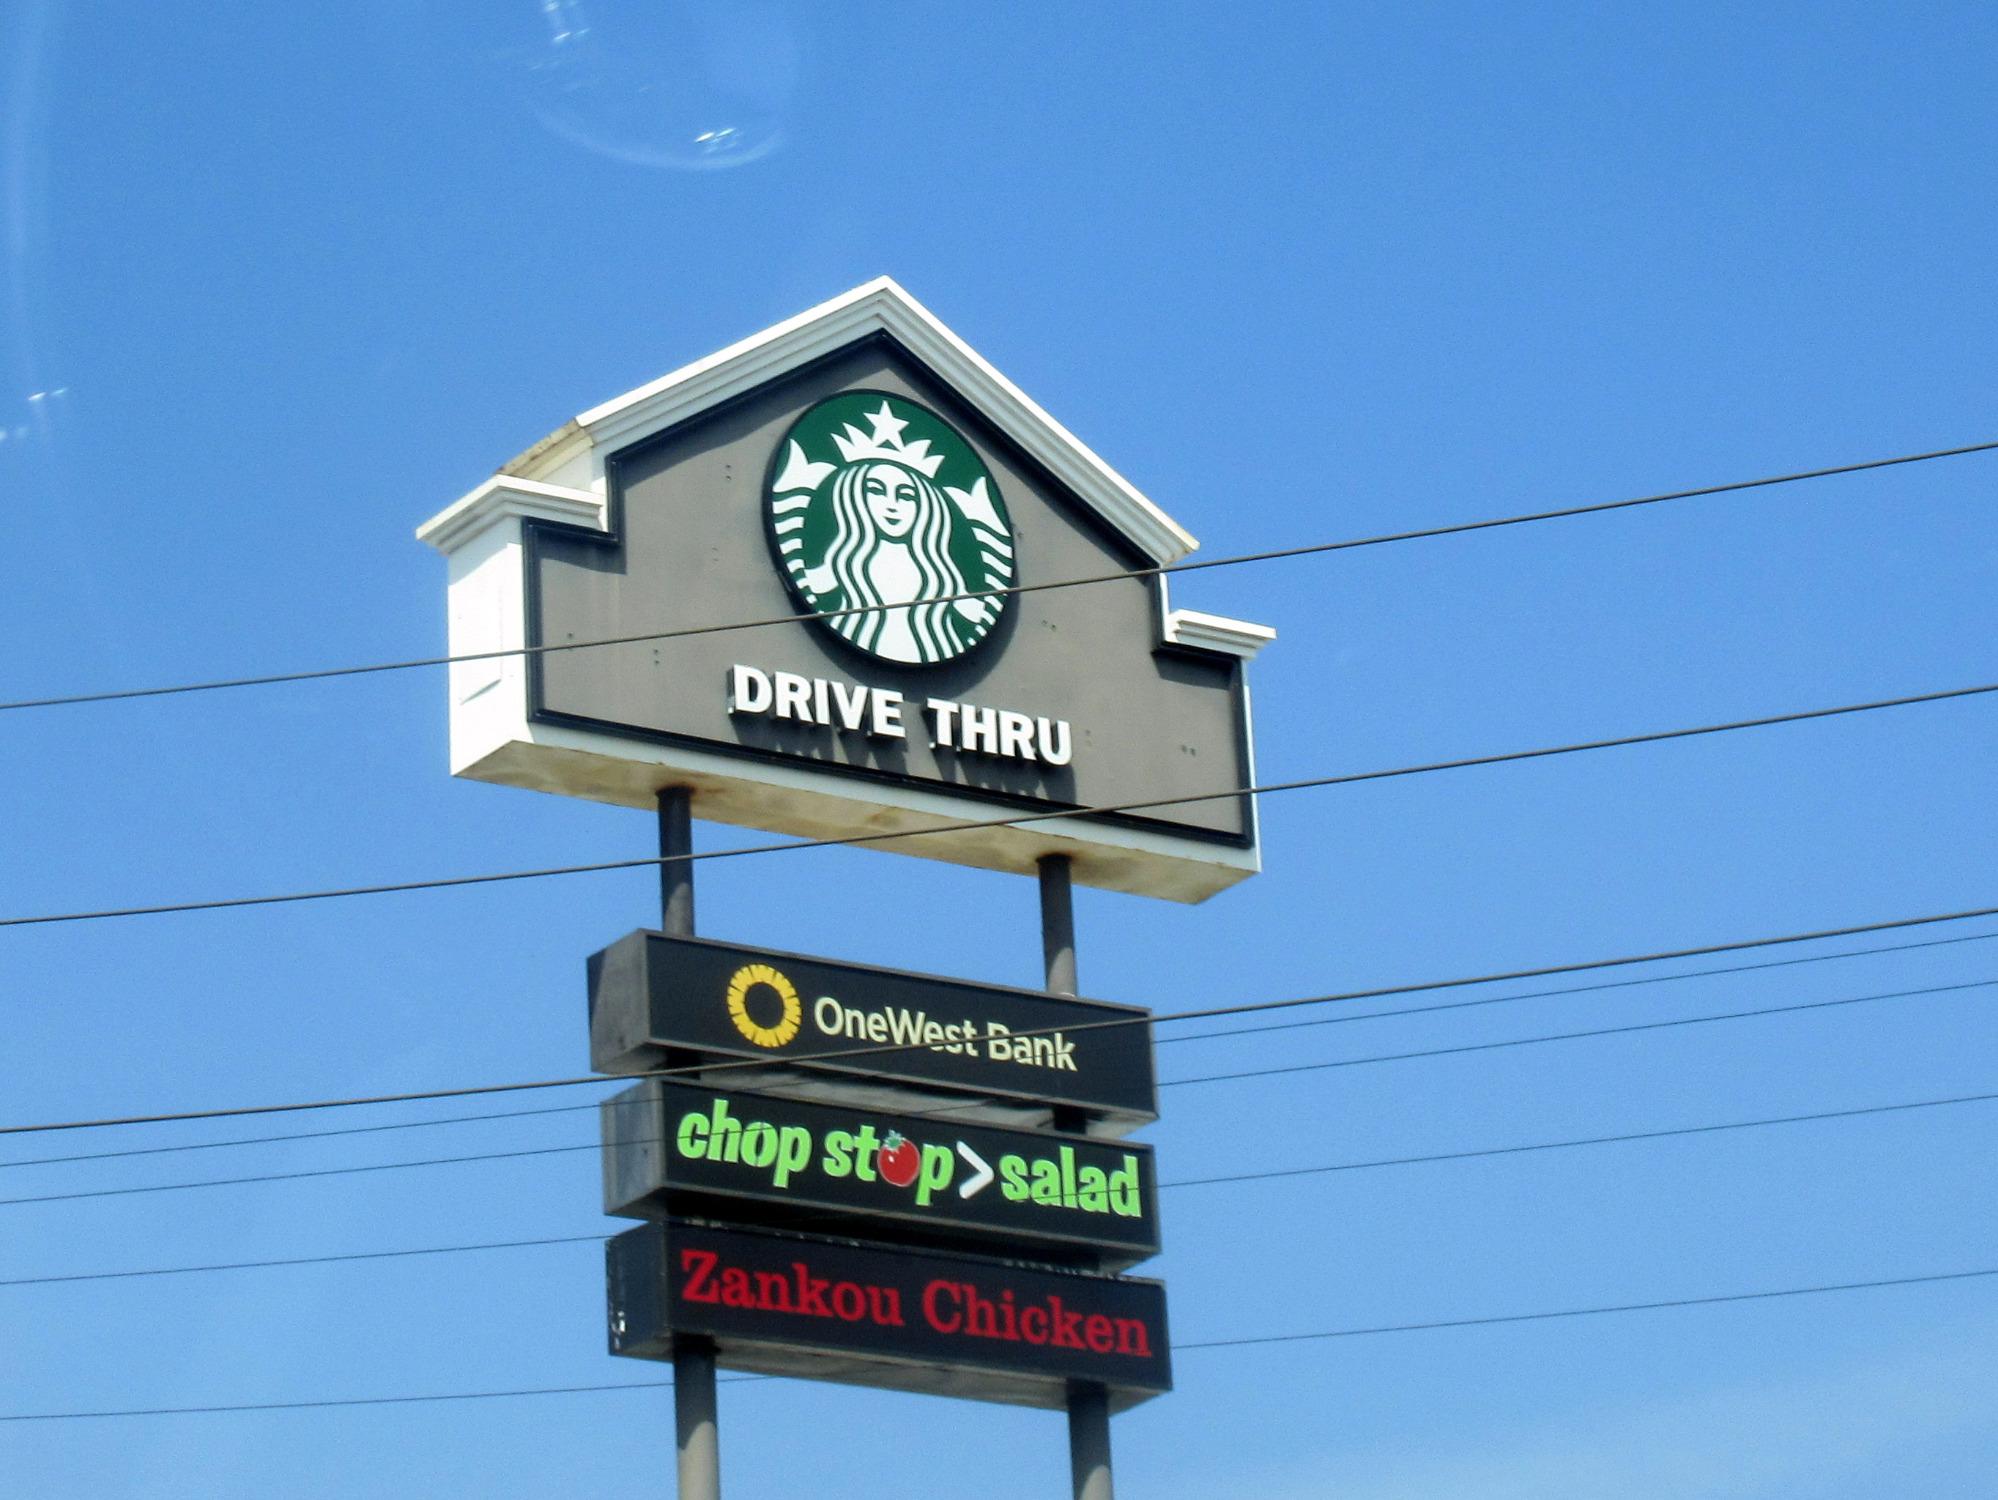 DRIVE THRU
OneWest Bank
chop stop>salad
Zankou Chicken